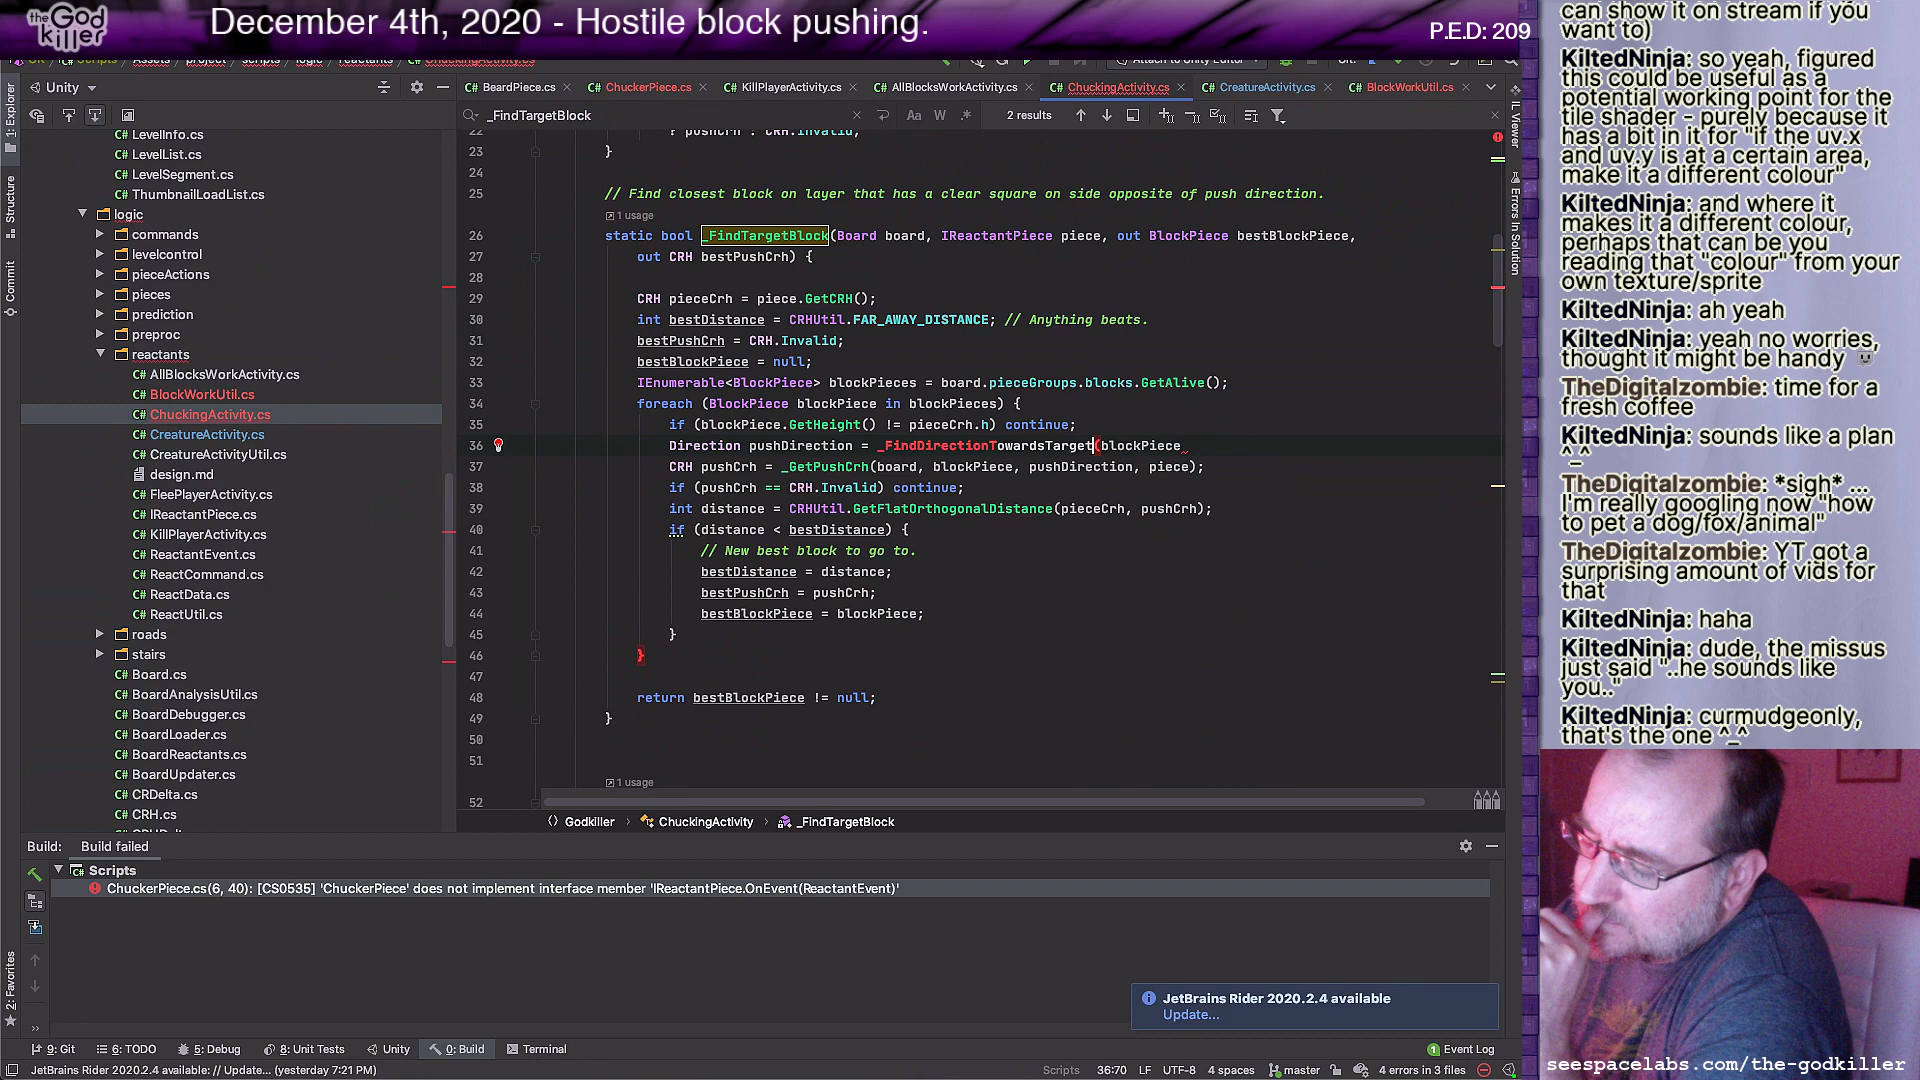 the God killer
December 4th, 2020 - Hostile block pushing.
P.E.D: 209
Unity
BeardPiece.cs
ChuckerPiece.cs
KillPlayerActivity.cs
AllBlocksWorkActivity.cs
ChuckingActivity.cs
CreatureActivity.cs
BlockWorkUtil.cs
_FindTargetBlock
Aa
W
2 results
1: Explorer
Structure
Commit
2: Favorites
IL Viewer
Errors In Solution
LevelInfo.cs
LevelList.cs
LevelSegment.cs
ThumbnailLoadList.cs
logic
commands
levelcontrol
pieceActions
pieces
prediction
preproc
reactants
AllBlocksWorkActivity.cs
BlockWorkUtil.cs
ChuckingActivity.cs
CreatureActivity.cs
CreatureActivityUtil.cs
design.md
FleePlayerActivity.cs
IReactantPiece.cs
KillPlayerActivity.cs
ReactantEvent.cs
ReactCommand.cs
ReactData.cs
ReactUtil.cs
roads
stairs
Board.cs
BoardAnalysisUtil.cs
BoardDebugger.cs
BoardLoader.cs
BoardReactants.cs
BoardUpdater.cs
CRDelta.cs
CRH.cs
23 }
24
25 // Find closest block on layer that has a clear square on side opposite of push direction.
1 usage
26 static bool _FindTargetBlock(Board board, IReactantPiece piece, out BlockPiece bestBlockPiece,
27 out CRH bestPushCrh) {
28
29 CRH pieceCrh = piece.GetCRH();
30 int bestDistance = CRHUtil.FAR_AWAY_DISTANCE; // Anything beats.
31 bestPushCrh = CRH.Invalid;
32 bestBlockPiece = null;
33 IEnumerable<BlockPiece> blockPieces = board.pieceGroups.blocks.GetAlive();
34 foreach (BlockPiece blockPiece in blockPieces) {
35 if (blockPiece.GetHeight() != pieceCrh.h) continue;
36 Direction pushDirection = _FindDirectionTowardsTarget(blockPiece
37 CRH pushCrh = _GetPushCrh(board, blockPiece, pushDirection, piece);
38 if (pushCrh == CRH.Invalid) continue;
39 int distance = CRHUtil.GetFlatOrthogonalDistance(pieceCrh, pushCrh);
40 if (distance < bestDistance) {
41 // New best block to go to.
42 bestDistance = distance;
43 bestPushCrh = pushCrh;
44 bestBlockPiece = blockPiece;
45 }
46 }
47
48 return bestBlockPiece != null;
49 }
50
51
1 usage
52
Godkiller
ChuckingActivity
_FindTargetBlock
Build:
Build failed
Scripts
ChuckerPiece.cs(6, 40): [CS0535] 'ChuckerPiece' does not implement interface member 'IReactantPiece.OnEvent(ReactantEvent)'
JetBrains Rider 2020.2.4 available
Update...
9: Git
6: TODO
5: Debug
8: Unit Tests
Unity
0: Build
Terminal
1 Event Log
JetBrains Rider 2020.2.4 available: // Update... (yesterday 7:21 PM)
Scripts
36:70
LF
UTF-8
4 spaces
master
4 errors in 3 files
can show it on stream if you
want to)
KiltedNinja: so yeah, figured
this could be useful as a
potential working point for the
tile shader - purely because it
has a bit in it for "if the uv.x
and uv.y is at a certain area,
make it a different colour"
KiltedNinja: and where it
makes it a different colour,
perhaps that can be you
reading that "colour" from your
own texture/sprite
KiltedNinja: ah yeah
KiltedNinja: yeah no worries,
thought it might be handy
TheDigitalzombie: time for a
fresh coffee
KiltedNinja: sounds like a plan
^_^
TheDigitalzombie: *sigh* ...
I'm really googling now "how
to pet a dog/fox/animal"
TheDigitalzombie: YT got a
surprising amount of vids for
that
KiltedNinja: haha
KiltedNinja: dude, the missus
just said "..he sounds like
you.."
KiltedNinja: curmudgeonly,
that's the one ^_^
seespacelabs.com/the-godkiller